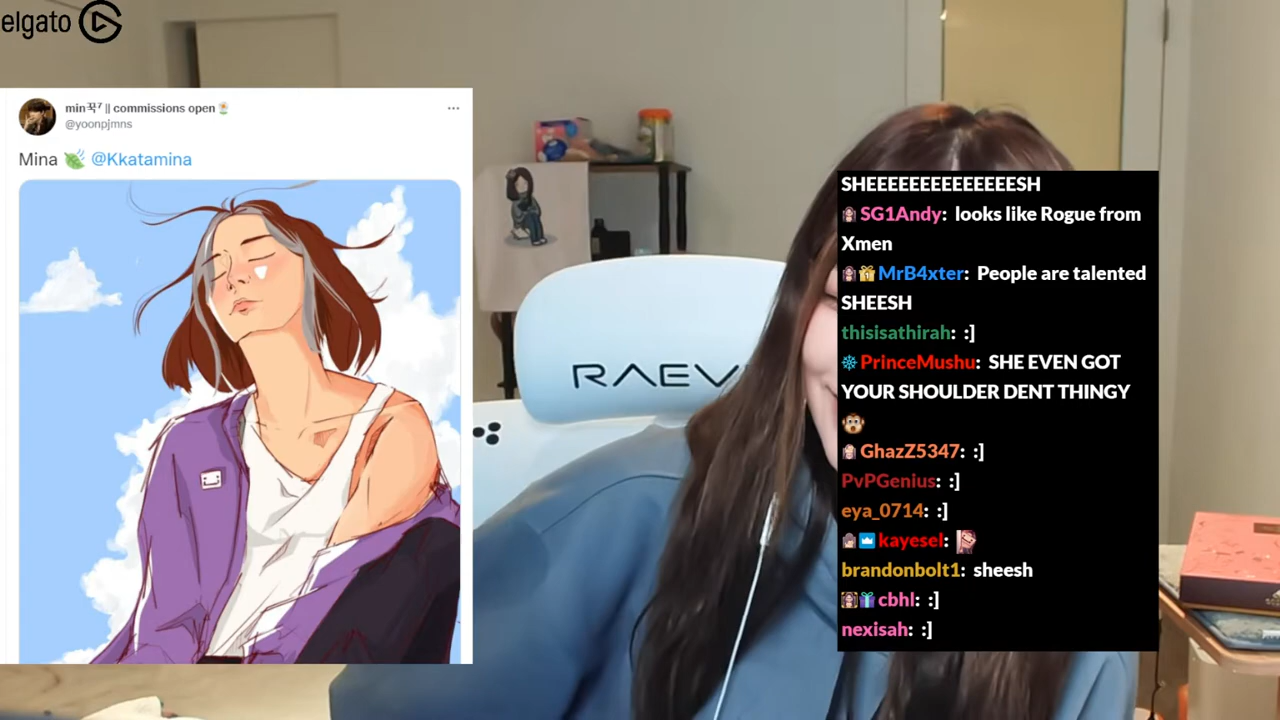 elgato
min꾹⁷ || commissions open
@yoonpjmns
Mina @Kkatamina
RAEV
SHEEEEEEEEEEEEEESH
SG1Andy: looks like Rogue from
Xmen
MrB4xter: People are talented
SHEESH
thisisathirah: :]
PrinceMushu: SHE EVEN GOT
YOUR SHOULDER DENT THINGY
GhazZ5347: :]
PvPGenius: :]
eya_0714: :]
kayesel:
brandonbolt1: sheesh
cbhl: :]
nexisah: :]